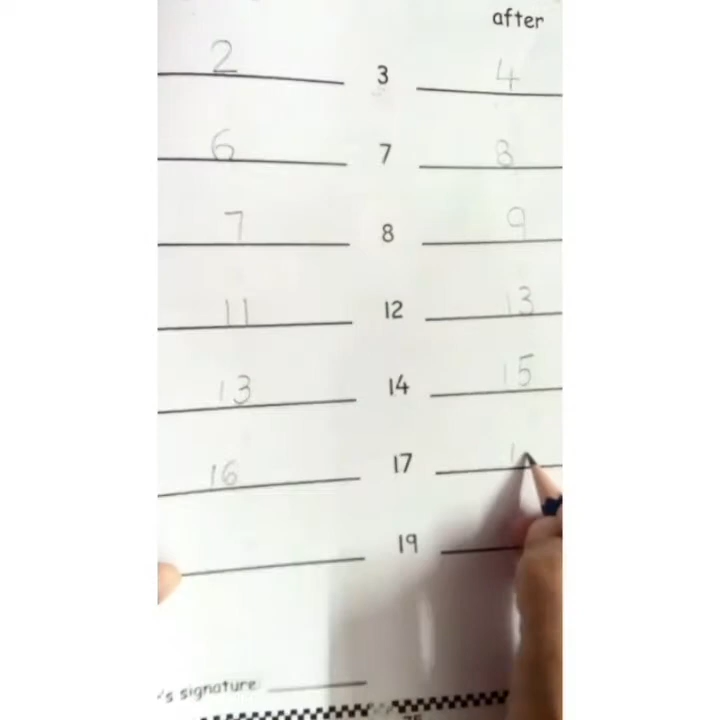 after
2 3 4
6 7 8
7 8 9
11 12 13
13 14 15
16 17 1
19
's signature